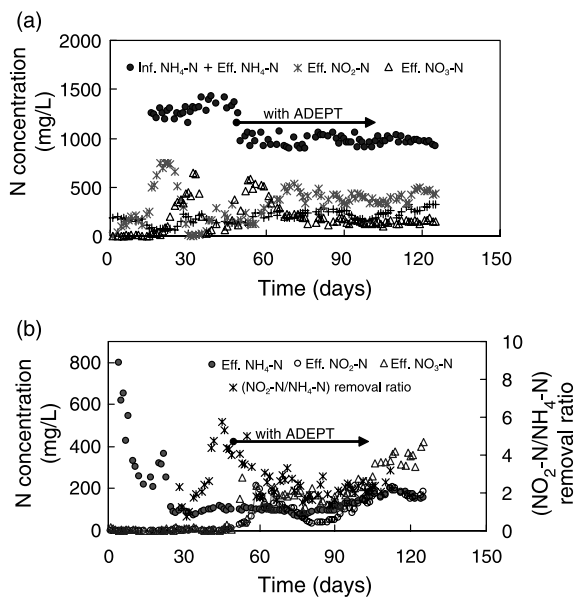 (a)
N concentration
(mg/L)
2000
1500
1000
500
0
Inf. NH4-N + Eff. NH4-N Eff. NO2-N Eff. NO3-N
with ADEPT
0 30 60 90 120 150
Time (days)
(b)
N concentration
(mg/L)
800
600
400
200
0
Eff. NH4-N Eff. NO2-N Eff. NO3-N
(NO2-N/NH4-N) removal ratio
with ADEPT
10
8
6
4
2
0
(NO2-N/NH4-N)
removal ratio
0 30 60 90 120 150
Time (days)